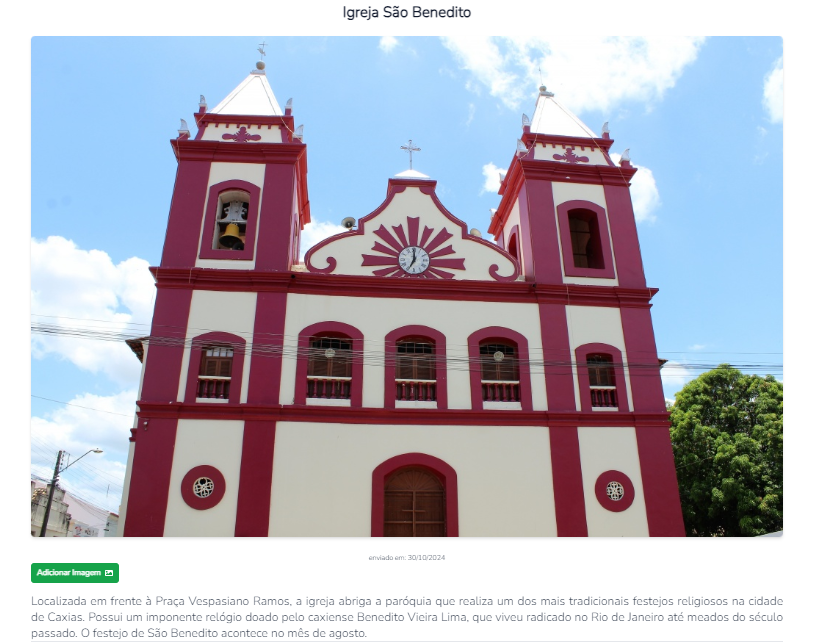 Igreja São Benedito
enviado em: 30/10/2024
Adicionar Imagem
Localizada em frente à Praça Vespasiano Ramos, a igreja abriga a paróquia que realiza um dos mais tradicionais festejos religiosos na cidade
de Caxias. Possui um imponente relógio doado pelo caxiense Benedito Vieira Lima, que viveu radicado no Rio de Janeiro até meados do século
passado. O festejo de São Benedito acontece no mês de agosto.